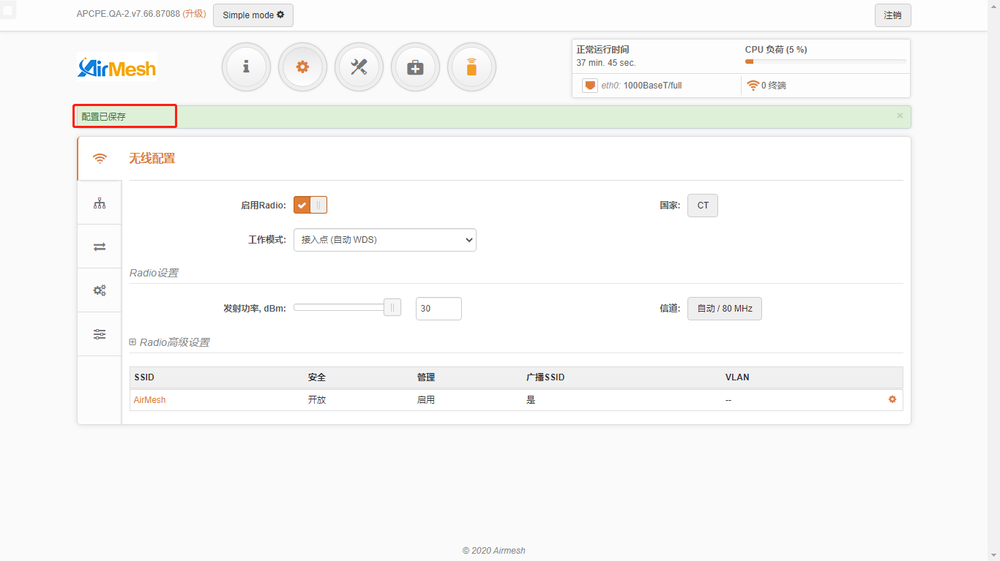 APCPE.QA-2.v7.66.87088 (升级)
Simple mode
注销
AirMesh
正常运行时间
37 min. 45 sec.
CPU 负荷 (5 %)
eth0: 1000BaseT/full
0 终端
配置已保存
×
无线配置
启用Radio:
国家:
CT
工作模式:
接入点 (自动 WDS)
Radio设置
发射功率, dBm:
30
信道:
自动 / 80 MHz
Radio高级设置
SSID 安全 管理 广播SSID VLAN
AirMesh 开放 启用 是 --
© 2020 Airmesh